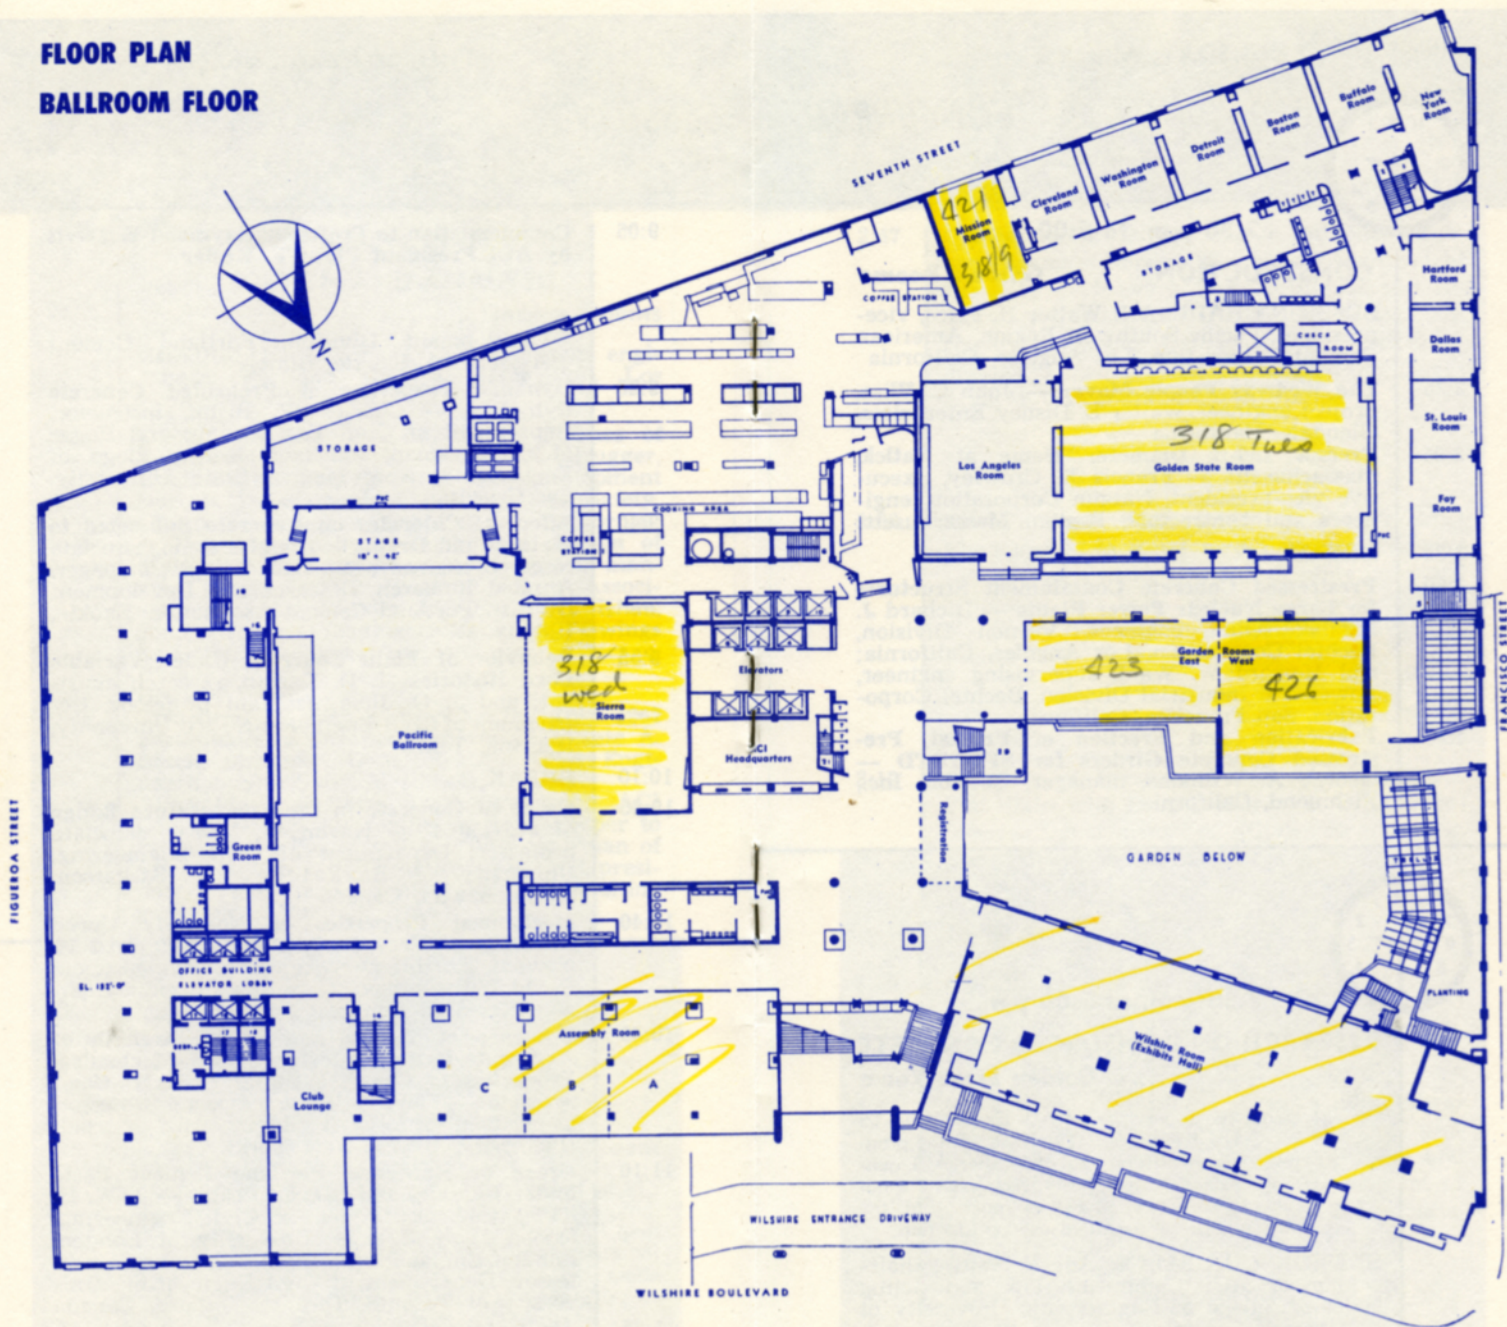 FLOOR PLAN
BALLROOM FLOOR
SEVENTH STREET
New
York
Room
Buffalo
Room
Boston
Room
Detroit
Room
Washington
Room
Cleveland
Room
421
Mission
Room
318/9
STORAGE
COFFEE STATION
CHECK
ROOM
Hartford
Room
Dallas
Room
St. Louis
Room
Foy
Room
N
STORAGE
STAGE
COOKING AREA
COFFEE
STATION
Los Angeles
Room
318 Tues
Golden State Room
FRANCISCO STREET
318
wed
Sierra
Room
Elevators
Headquarters
Garden Rooms
East West
423
426
Pacific
Ballroom
Green
Room
FIGUEROA STREET
Registration
GARDEN BELOW
TRELLIS
PLANTING
OFFICE BUILDING
ELEVATOR LOBBY
Assembly Room
C
B
A
Club
Lounge
Wilshire Room
(Exhibits Hall)
WILSHIRE ENTRANCE DRIVEWAY
WILSHIRE BOULEVARD